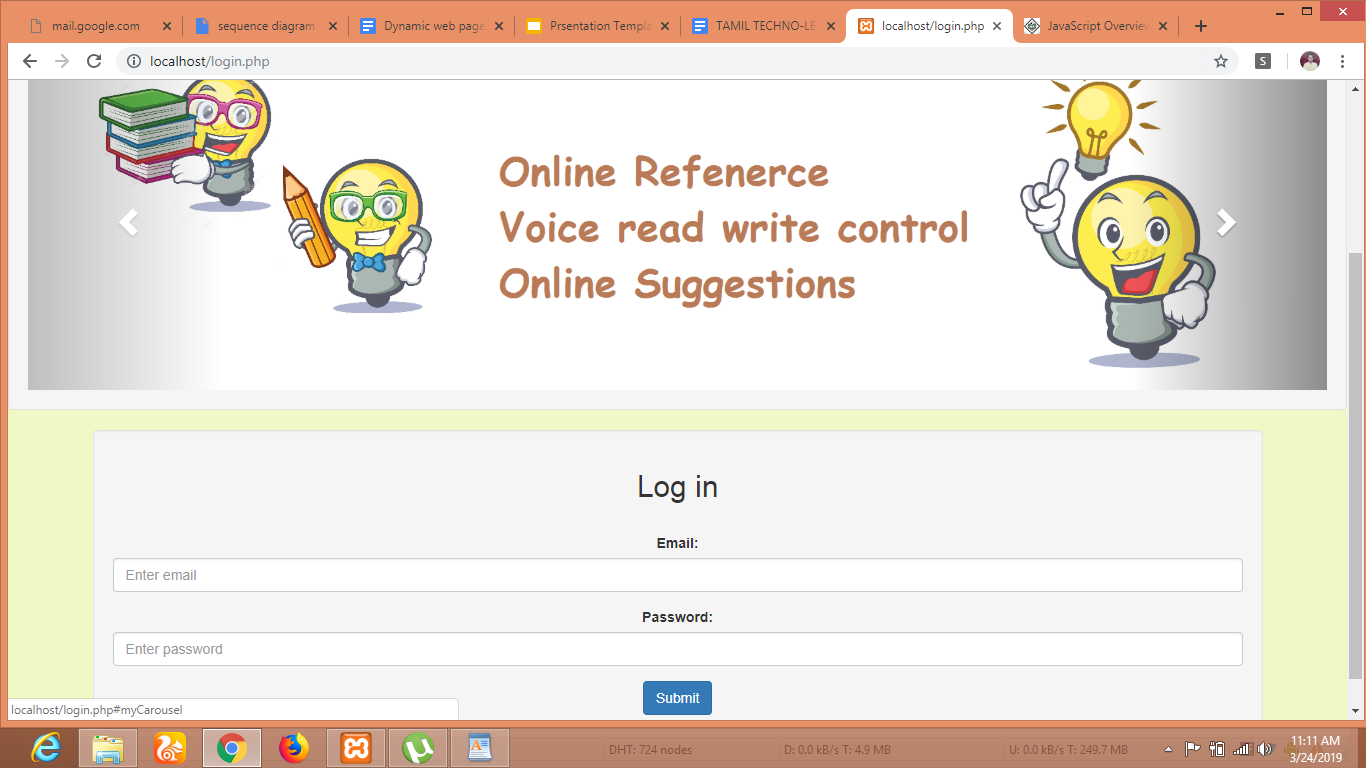 mail.google.com
sequence diagram
Dynamic web page
Prsentation Templa
TAMIL TECHNO-LE
localhost/login.php
JavaScript Overview
localhost/login.php
S
Online Refenerce
Voice read write control
Online Suggestions
Log in
Email:
Enter email
Password:
Enter password
Submit
localhost/login.php#myCarousel
DHT: 724 nodes
D: 0.0 kB/s T: 4.9 MB
U: 0.0 kB/s T: 249.7 MB
11:11 AM
3/24/2019